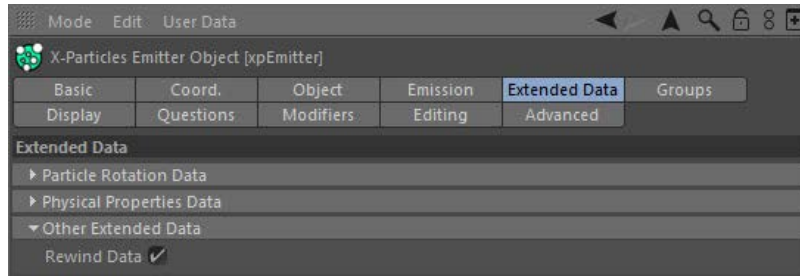 Mode Edit User Data
X-Particles Emitter Object [xpEmitter]
Basic Coord. Object Emission Extended Data Groups
Display Questions Modifiers Editing Advanced
Extended Data
Particle Rotation Data
Physical Properties Data
Other Extended Data
Rewind Data